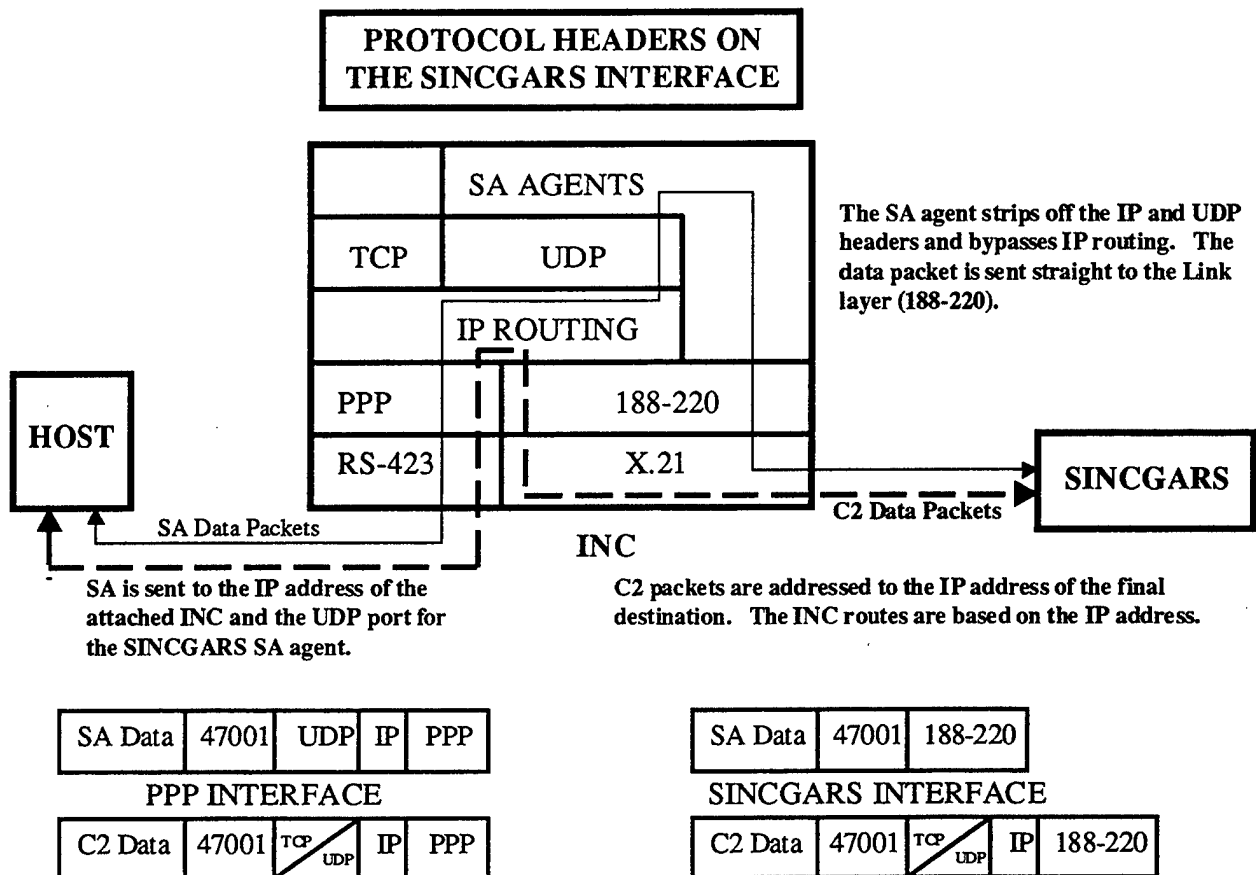 PROTOCOL HEADERS ON
THE SINCGARS INTERFACE
SA AGENTS
TCP UDP
IP ROUTING
PPP 188-220
RS-423 X.21
The SA agent strips off the IP and UDP
headers and bypasses IP routing. The
data packet is sent straight to the Link
layer (188-220).
HOST
SINCGARS
SA Data Packets
C2 Data Packets
INC
SA is sent to the IP address of the
attached INC and the UDP port for
the SINCGARS SA agent.
C2 packets are addressed to the IP address of the final
destination. The INC routes are based on the IP address.
SA Data 47001 UDP IP PPP
PPP INTERFACE
C2 Data 47001 TCP UDP IP PPP
SA Data 47001 188-220
SINCGARS INTERFACE
C2 Data 47001 TCP UDP IP 188-220